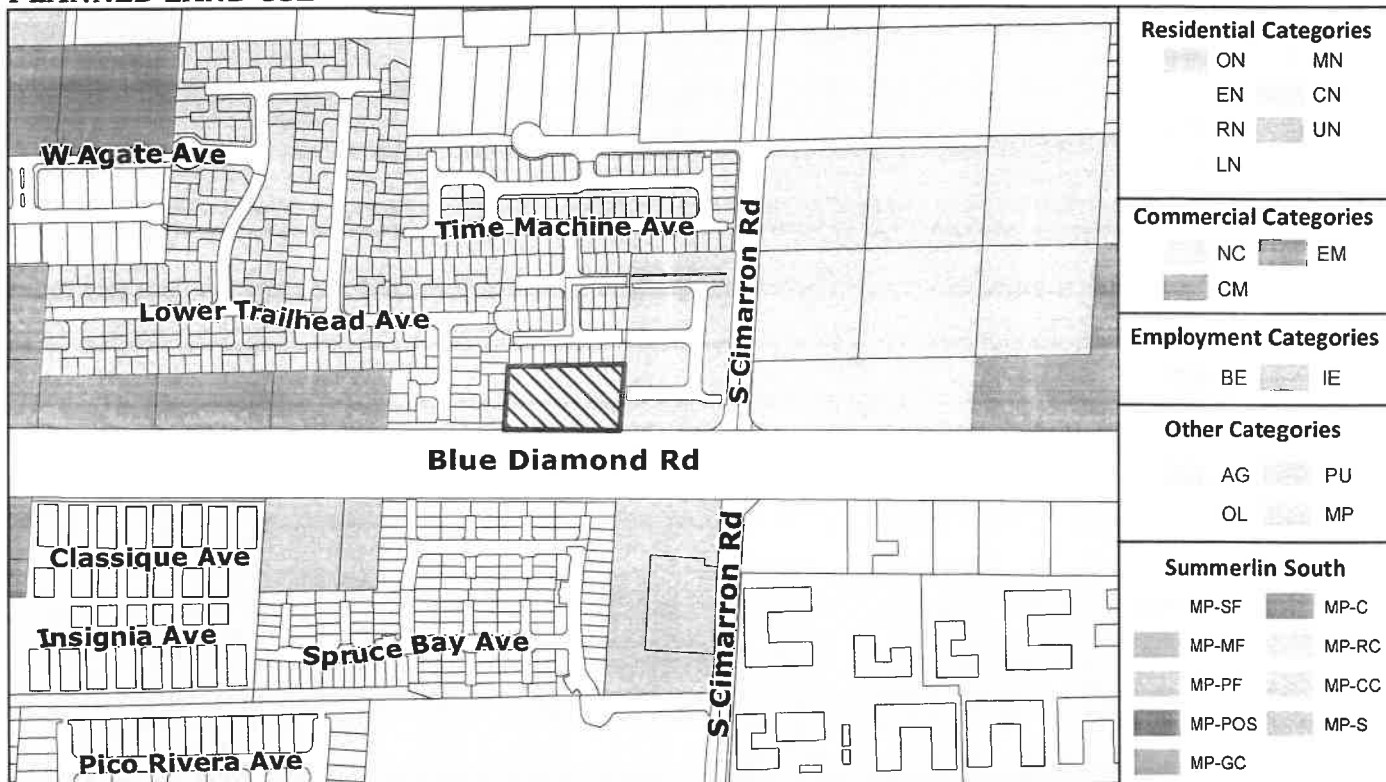 PLANNED LAND USE
W Agate Ave
Time Machine Ave
S Cimarron Rd
Lower Trailhead Ave
Blue Diamond Rd
Classique Ave
Insignia Ave
Spruce Bay Ave
S Cimarron Rd
Pico Rivera Ave
Residential Categories
ON MN
EN CN
RN UN
LN
Commercial Categories
NC EM
CM
Employment Categories
BE IE
Other Categories
AG PU
OL MP
Summerlin South
MP-SF MP-C
MP-MF MP-RC
MP-PF MP-CC
MP-POS MP-S
MP-GC